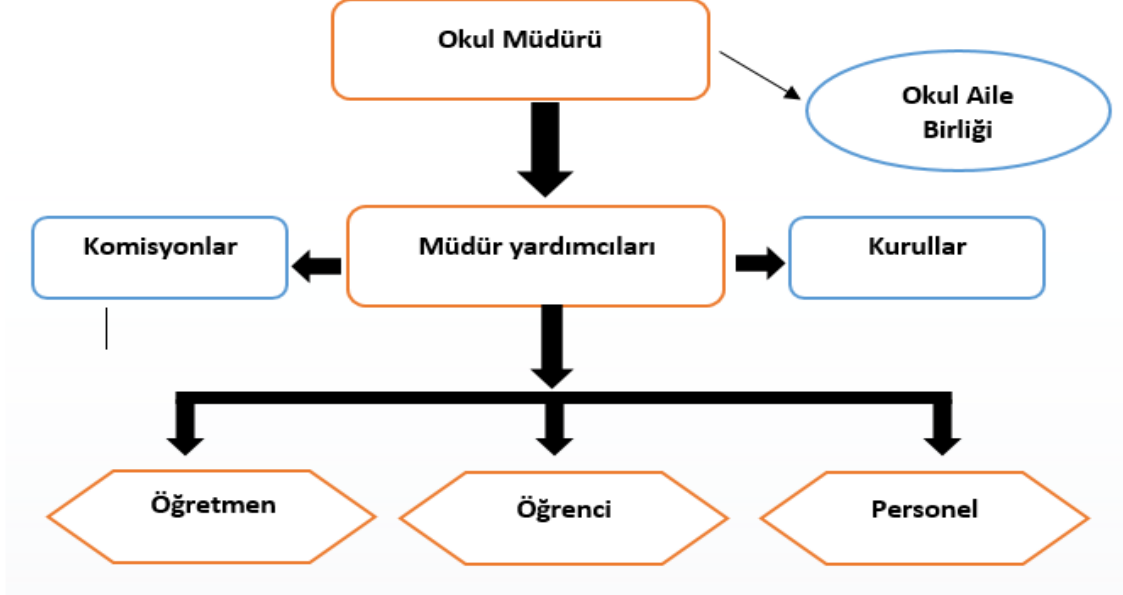 Okul Müdürü
Okul Aile
Birliği
Komisyonlar
Müdür yardımcıları
Kurullar
Öğretmen
Öğrenci
Personel